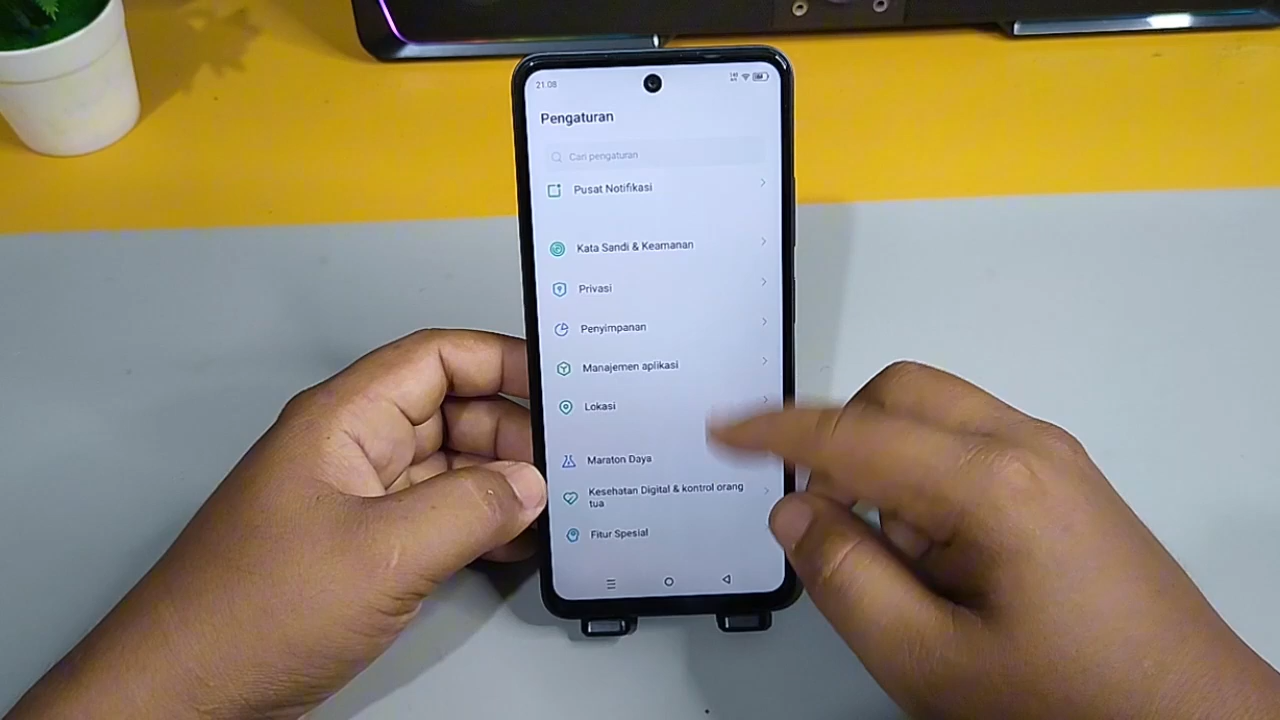 21.08
Pengaturan
Cari pengaturan
Pusat Notifikasi
Kata Sandi & Keamanan
Privasi
Penyimpanan
Manajemen aplikasi
Lokasi
Maraton Daya
Kesehatan Digital & kontrol orang
tua
Fitur Spesial